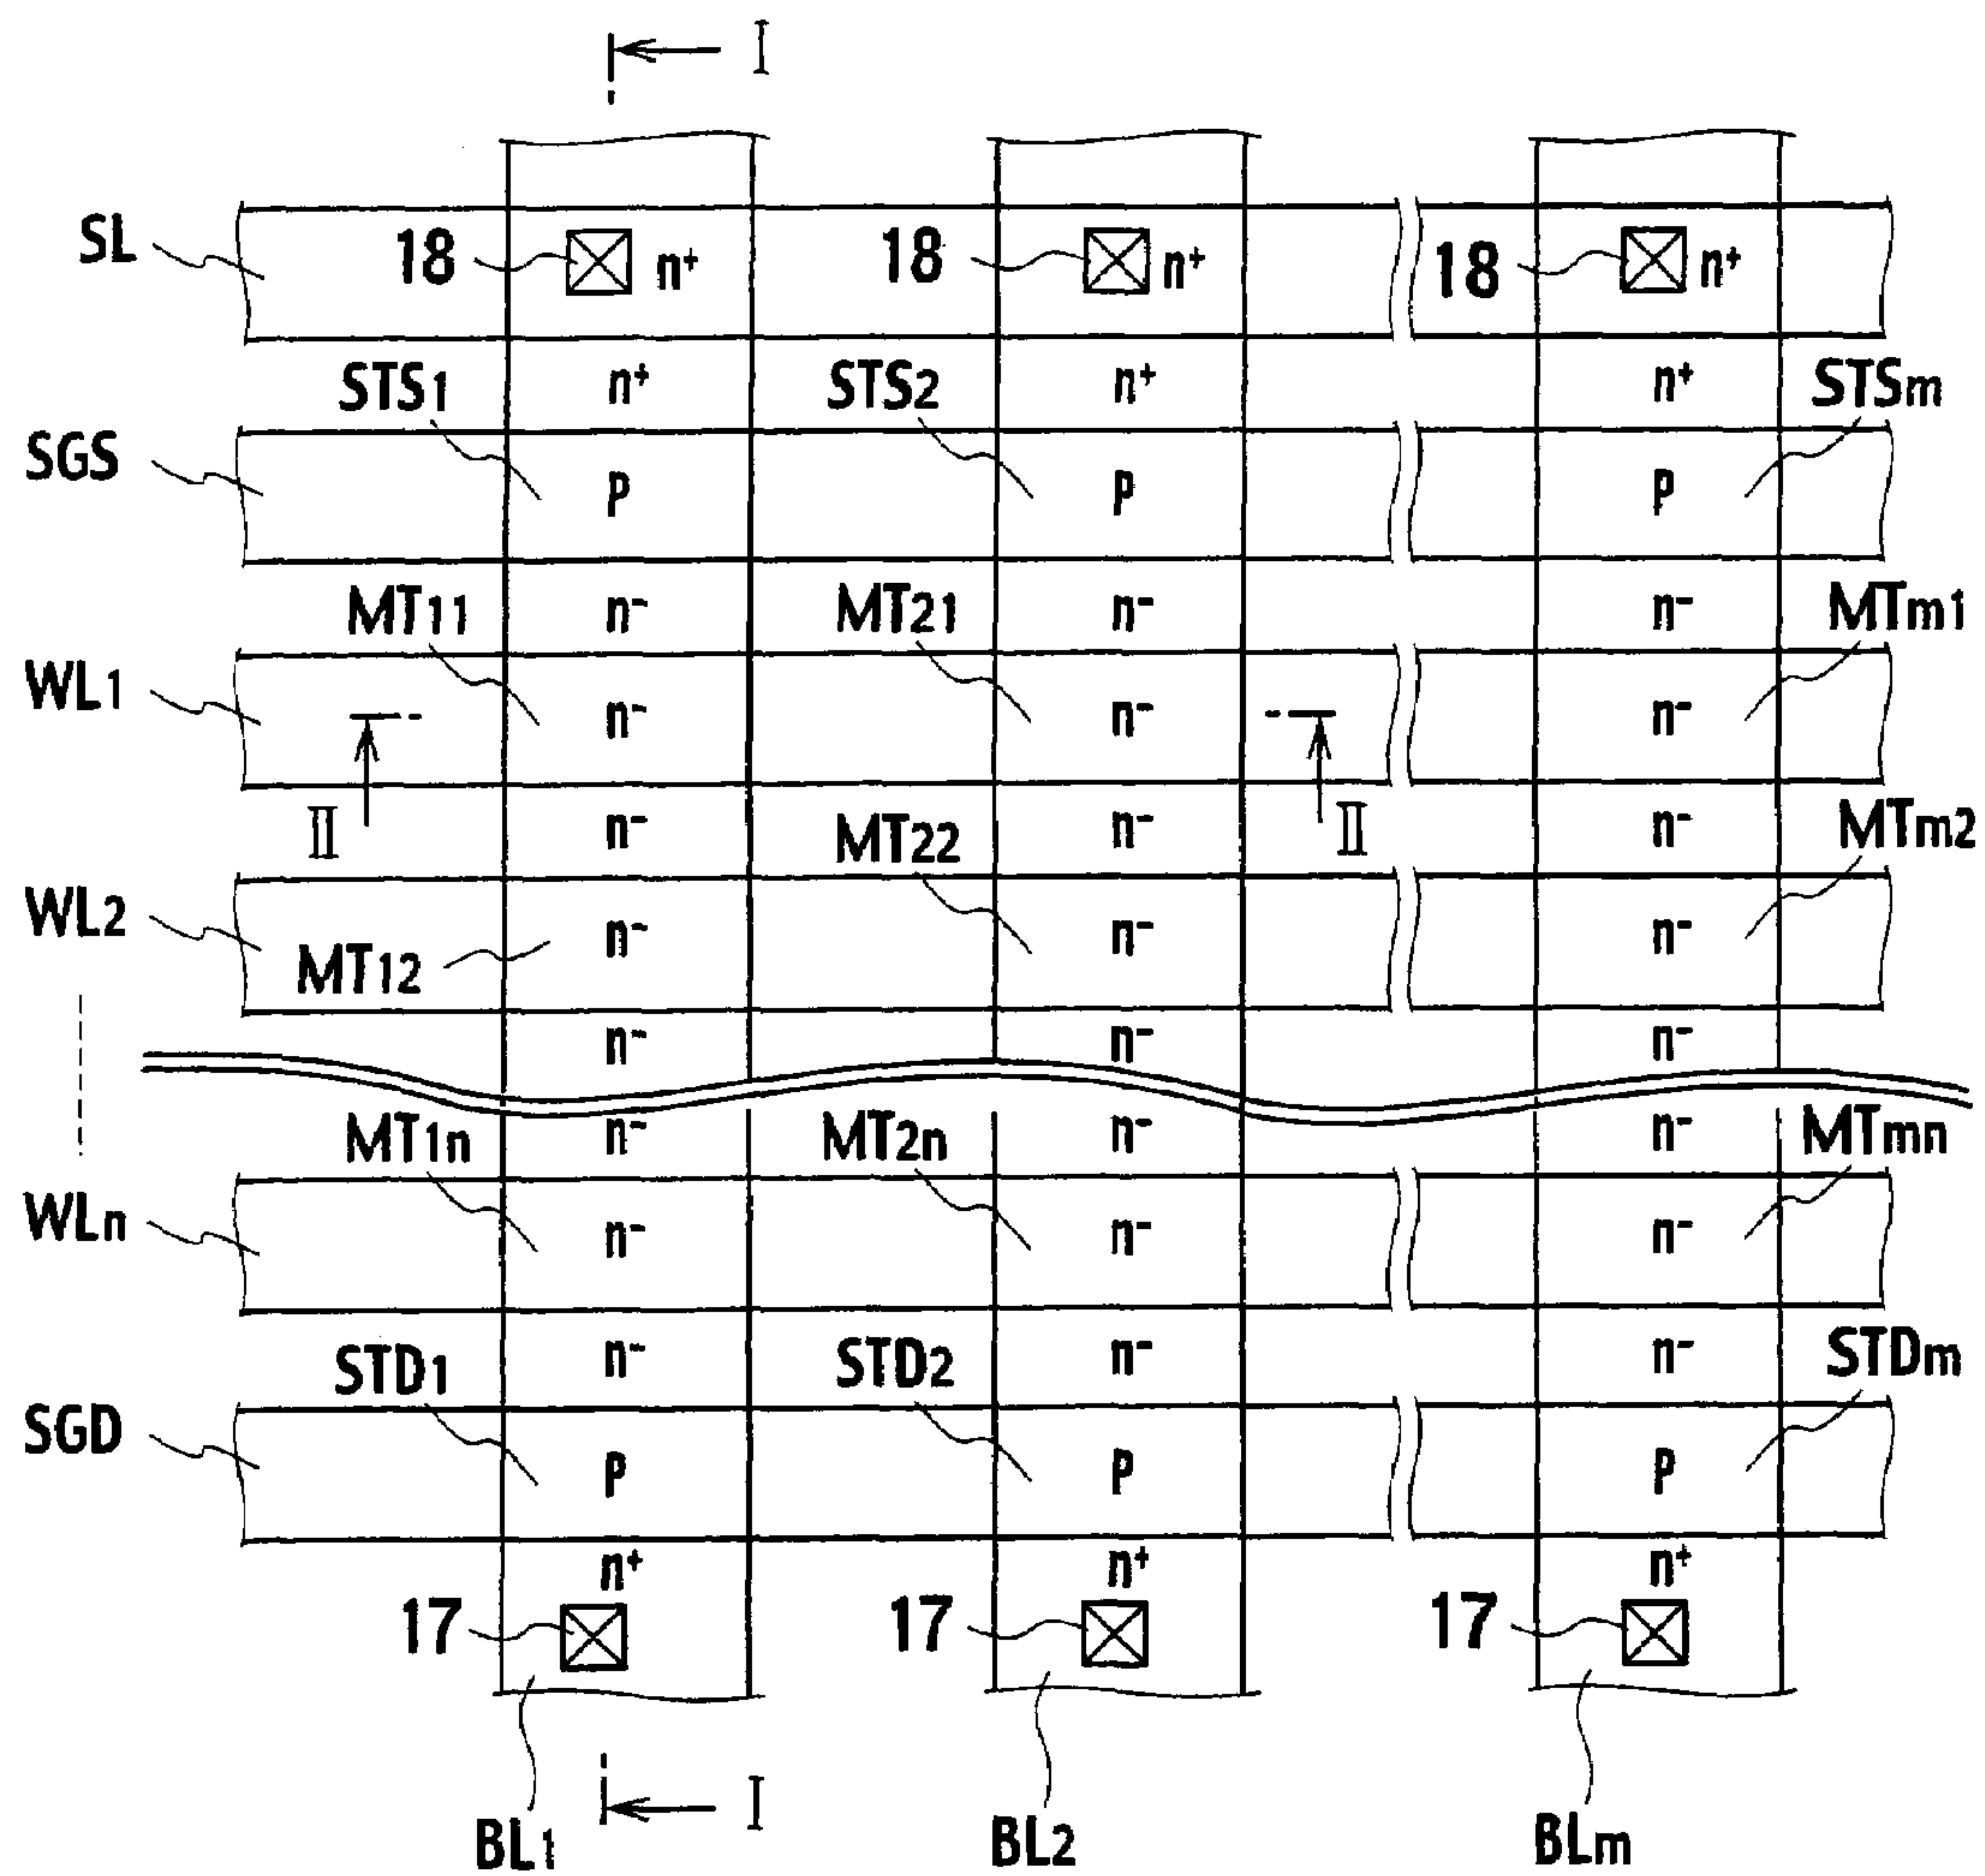 I
SL 18 n+ 18 n+ 18 n+
STS1 n+ STS2 n+ n+ STSm
SGS P P P
MT11 n- MT21 n- n- MTm1
WL1 n- n- n-
II n- MT22 n- II n- MTm2
WL2 n- n- n-
MT12
n- n- n-
MT1n n- MT2n n- n- MTmn
WLn n- n- n-
STD1 n- STD2 n- n- STDm
SGD P P P
n+ n+ n+
17 17 17
I
BL1 BL2 BLm